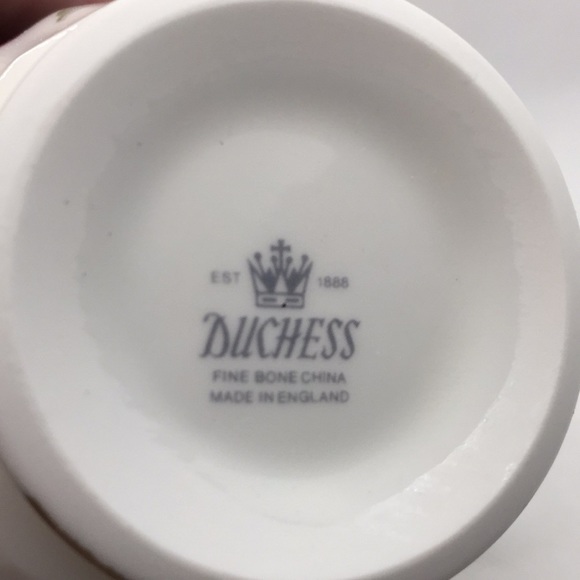 EST 1888
DUCHESS
FINE BONE CHINA
MADE IN ENGLAND